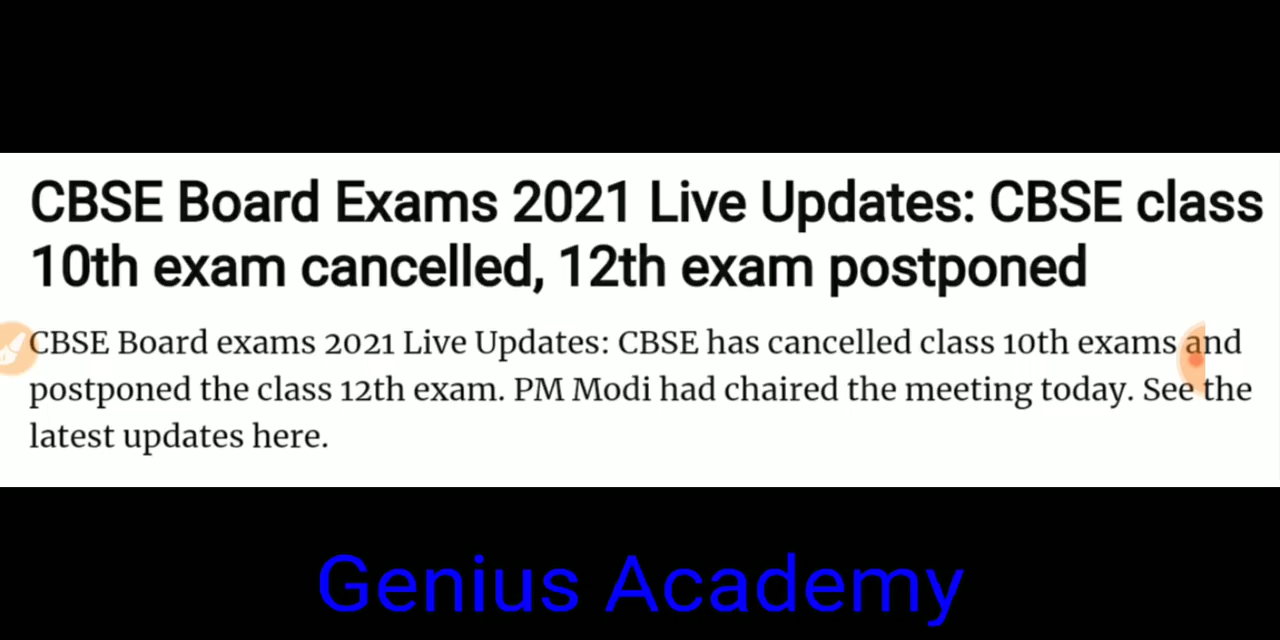 CBSE Board Exams 2021 Live Updates: CBSE class
10th exam cancelled, 12th exam postponed
CBSE Board exams 2021 Live Updates: CBSE has cancelled class 10th exams and
postponed the class 12th exam. PM Modi had chaired the meeting today. See the
latest updates here.
Genius Academy